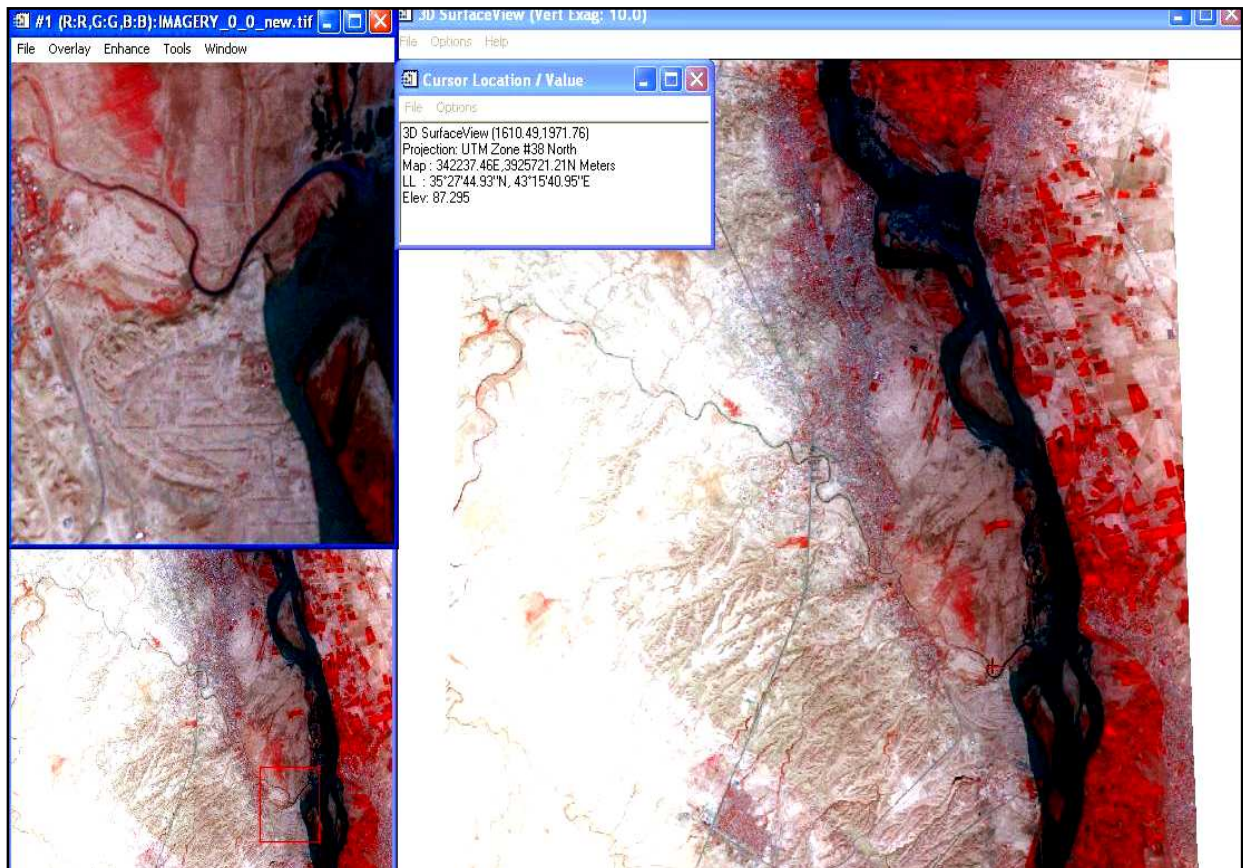 #1 (R:R,G:G,B:B):IMAGERY_0_0_new.tif
File Overlay Enhance Tools Window
3D SurfaceView (Vert Exag: 10.0)
File Options Help
Cursor Location / Value
File Options
3D SurfaceView (1610.49,1971.76)
Projection: UTM Zone #38 North
Map : 342237.46E,3925721.21N Meters
LL : 35°27'44.93"N, 43°15'40.95"E
Elev: 87.295